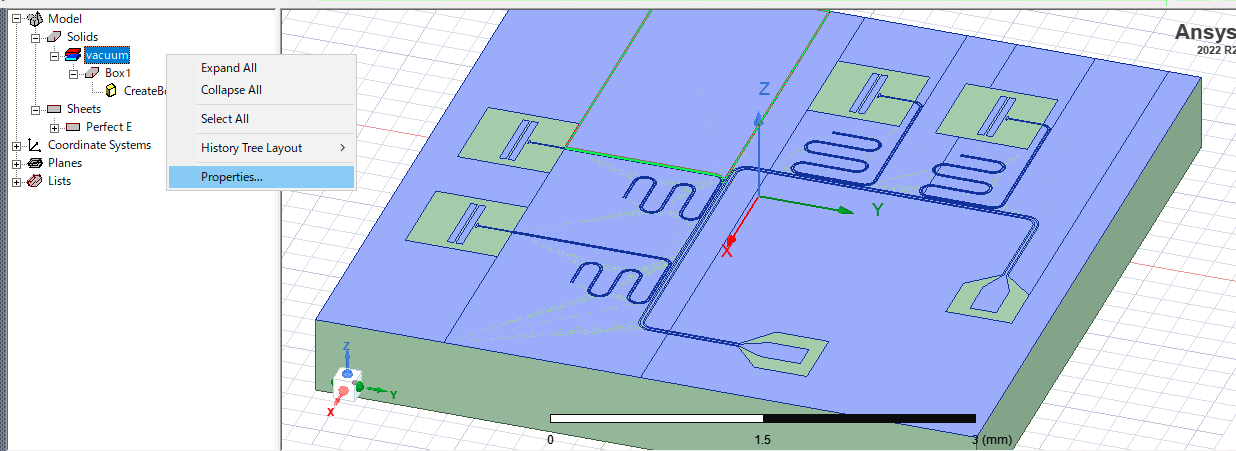 Model
Solids
vacuum
Box1
CreateBo
Sheets
Perfect E
Coordinate Systems
Planes
Lists
Expand All
Collapse All
Select All
History Tree Layout
Properties...
Ansys
2022 R2
Z
Y
X
Z
Y
X
0 1.5 3 (mm)